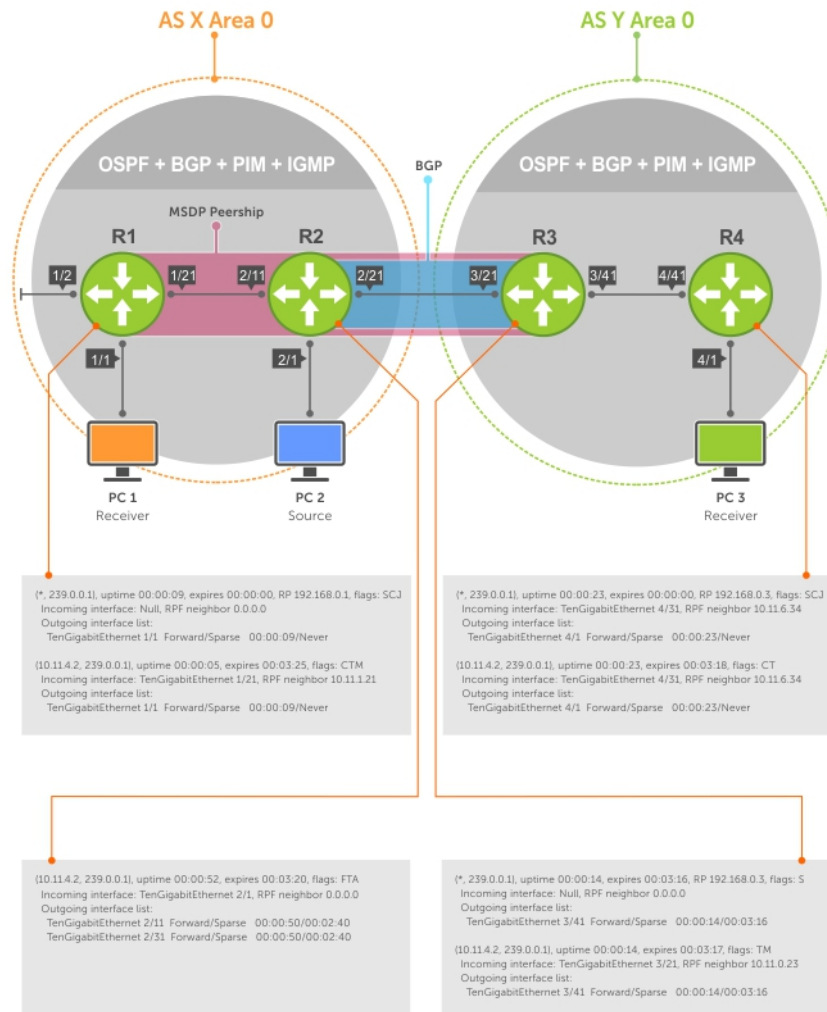 AS X Area 0
AS Y Area 0
OSPF + BGP + PIM + IGMP
BGP
OSPF + BGP + PIM + IGMP
MSDP Peership
R1
R2
R3
R4
1/2
1/21
2/11
2/21
3/21
3/41
4/41
1/1
2/1
4/1
PC 1
Receiver
PC 2
Source
PC 3
Receiver
(*, 239.0.0.1), uptime 00:00:09, expires 00:00:00, RP 192.168.0.1, flags: SCJ
Incoming interface: Null, RPF neighbor 0.0.0.0
Outgoing interface list:
TenGigabitEthernet 1/1 Forward/Sparse 00:00:09/Never
(10.11.4.2, 239.0.0.1), uptime 00:00:05, expires 00:03:25, flags: CTM
Incoming interface: TenGigabitEthernet 1/21, RPF neighbor 10.11.1.21
Outgoing interface list:
TenGigabitEthernet 1/1 Forward/Sparse 00:00:09/Never
(*, 239.0.0.1), uptime 00:00:23, expires 00:00:00, RP 192.168.0.3, flags: SCJ
Incoming interface: TenGigabitEthernet 4/31, RPF neighbor 10.11.6.34
Outgoing interface list:
TenGigabitEthernet 4/1 Forward/Sparse 00:00:23/Never
(10.11.4.2, 239.0.0.1), uptime 00:00:23, expires 00:03:18, flags: CT
Incoming interface: TenGigabitEthernet 4/31, RPF neighbor 10.11.6.34
Outgoing interface list:
TenGigabitEthernet 4/1 Forward/Sparse 00:00:23/Never
(10.11.4.2, 239.0.0.1), uptime 00:00:52, expires 00:03:20, flags: FTA
Incoming interface: TenGigabitEthernet 2/1, RPF neighbor 0.0.0.0
Outgoing interface list:
TenGigabitEthernet 2/11 Forward/Sparse 00:00:50/00:02:40
TenGigabitEthernet 2/31 Forward/Sparse 00:00:50/00:02:40
(*, 239.0.0.1), uptime 00:00:14, expires 00:03:16, RP 192.168.0.3, flags: S
Incoming interface: Null, RPF neighbor 0.0.0.0
Outgoing interface list:
TenGigabitEthernet 3/41 Forward/Sparse 00:00:14/00:03:16
(10.11.4.2, 239.0.0.1), uptime 00:00:14, expires 00:03:17, flags: TM
Incoming interface: TenGigabitEthernet 3/21, RPF neighbor 10.11.0.23
Outgoing interface list:
TenGigabitEthernet 3/41 Forward/Sparse 00:00:14/00:03:16